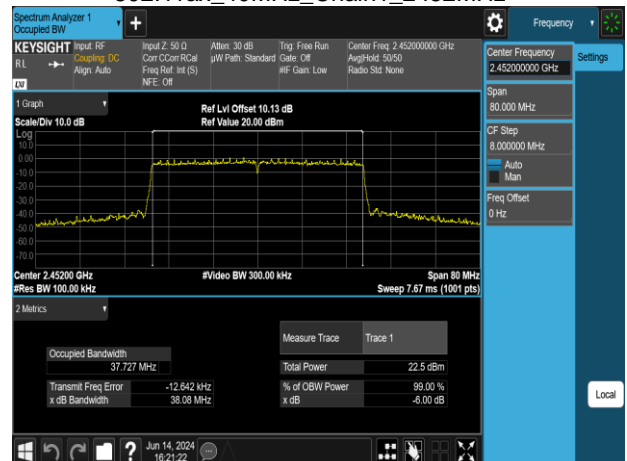 802.11ax_40MHz_Chain1_2452MHz
Spectrum Analyzer 1
Occupied BW
Frequency
KEYSIGHT
RL
LXI
Input: RF
Coupling: DC
Align: Auto
Input Z: 50 Ω
Corr CCorr RCal
Freq Ref: Int (S)
NFE: Off
Atten: 30 dB
µW Path: Standard
Trig: Free Run
Gate: Off
#IF Gain: Low
Center Freq: 2.452000000 GHz
Avg|Hold: 50/50
Radio Std: None
Center Frequency
2.452000000 GHz
Settings
Span
80.000 MHz
CF Step
8.000000 MHz
Auto
Man
Freq Offset
0 Hz
Local
1 Graph
Scale/Div 10.0 dB
Ref Lvl Offset 10.13 dB
Ref Value 20.00 dBm
Log
10.0
0.00
-10.0
-20.0
-30.0
-40.0
-50.0
-60.0
-70.0
Center 2.45200 GHz
#Video BW 300.00 kHz
Span 80 MHz
#Res BW 100.00 kHz
Sweep 7.67 ms (1001 pts)
2 Metrics
Measure Trace
Trace 1
Occupied Bandwidth
37.727 MHz
Total Power
22.5 dBm
Transmit Freq Error
-12.642 kHz
% of OBW Power
99.00 %
x dB Bandwidth
38.08 MHz
x dB
-6.00 dB
Jun 14, 2024
16:21:22